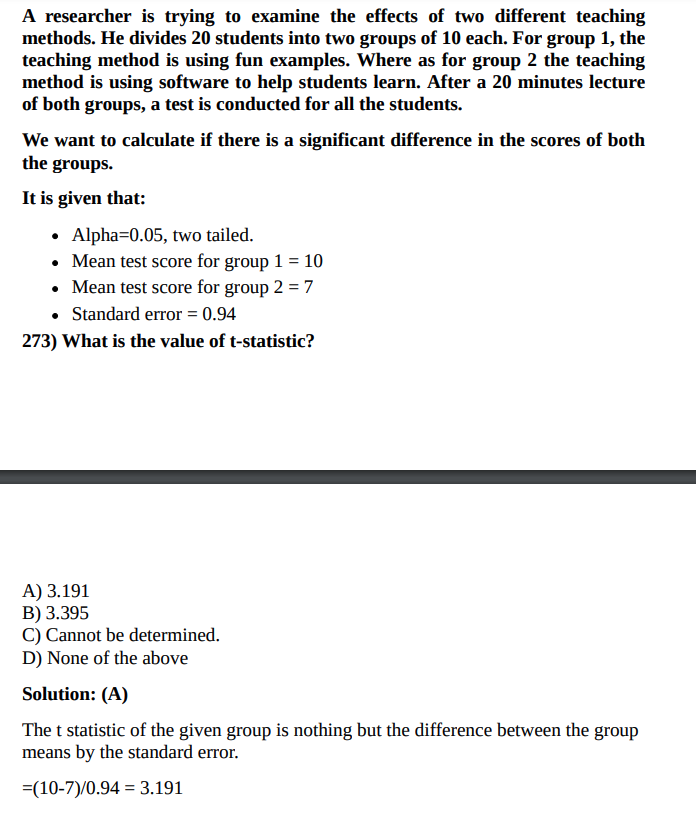 A researcher is trying to examine the effects of two different teaching
methods. He divides 20 students into two groups of 10 each. For group 1, the
teaching method is using fun examples. Where as for group 2 the teaching
method is using software to help students learn. After a 20 minutes lecture
of both groups, a test is conducted for all the students.
We want to calculate if there is a significant difference in the scores of both
the groups.
It is given that:
• Alpha=0.05, two tailed.
• Mean test score for group 1 = 10
• Mean test score for group 2 = 7
• Standard error = 0.94
273) What is the value of t-statistic?
A) 3.191
B) 3.395
C) Cannot be determined.
D) None of the above
Solution: (A)
The t statistic of the given group is nothing but the difference between the group
means by the standard error.
=(10-7)/0.94 = 3.191